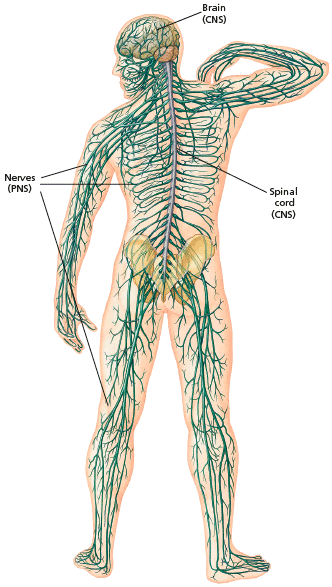 Brain
(CNS)
Nerves
(PNS)
Spinal
cord
(CNS)